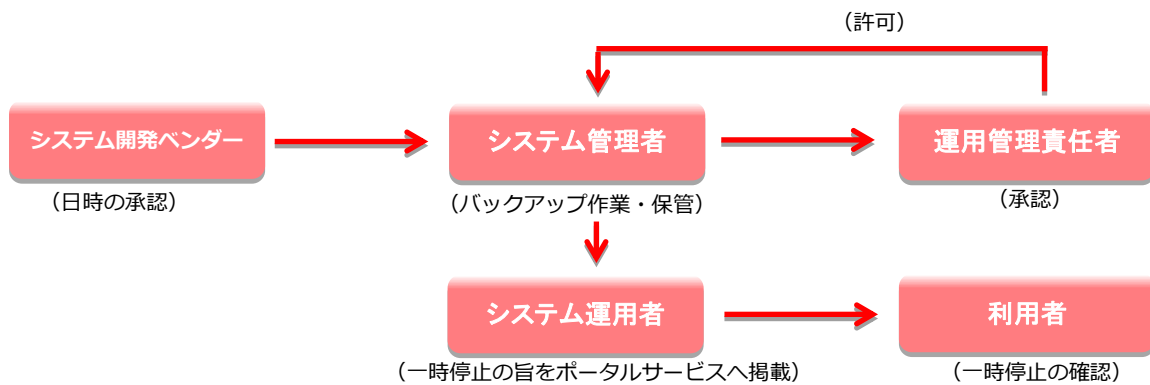 （許可）
システム開発ベンダー
システム管理者
運用管理責任者
（日時の承認）
（バックアップ作業・保管）
（承認）
システム運用者
利用者
（一時停止の旨をポータルサービスへ掲載）
（一時停止の確認）